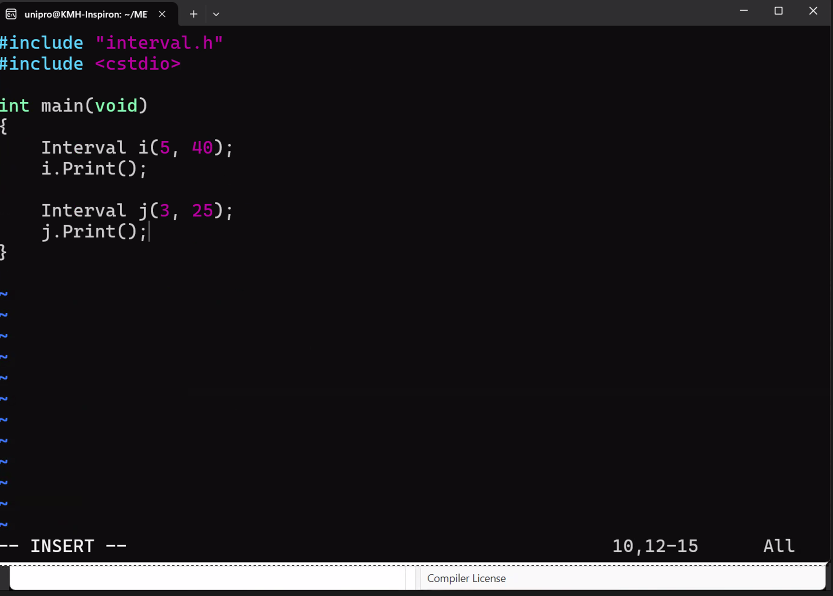 unipro@KMH-Inspiron: ~/ME
#include "interval.h"
#include <cstdio>
int main(void)
{
    Interval i(5, 40);
    i.Print();
    Interval j(3, 25);
    j.Print();
}
~
~
~
~
~
~
~
~
~
~
~
~
-- INSERT -- 10,12-15 All
Compiler License